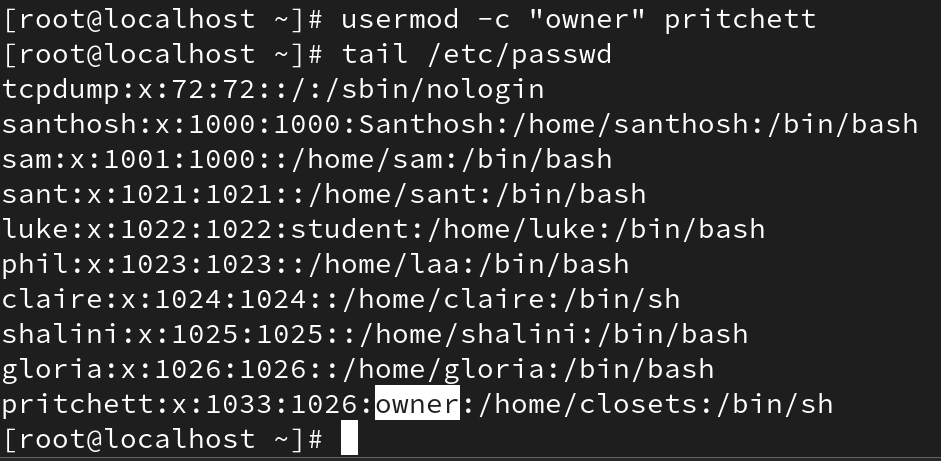 [root@localhost ~]# usermod -c "owner" pritchett
[root@localhost ~]# tail /etc/passwd
tcpdump:x:72:72::/:/sbin/nologin
santhosh:x:1000:1000:Santhosh:/home/santhosh:/bin/bash
sam:x:1001:1000::/home/sam:/bin/bash
sant:x:1021:1021::/home/sant:/bin/bash
luke:x:1022:1022:student:/home/luke:/bin/bash
phil:x:1023:1023::/home/laa:/bin/bash
claire:x:1024:1024::/home/claire:/bin/sh
shalini:x:1025:1025::/home/shalini:/bin/bash
gloria:x:1026:1026::/home/gloria:/bin/bash
pritchett:x:1033:1026:owner:/home/closets:/bin/sh
[root@localhost ~]#